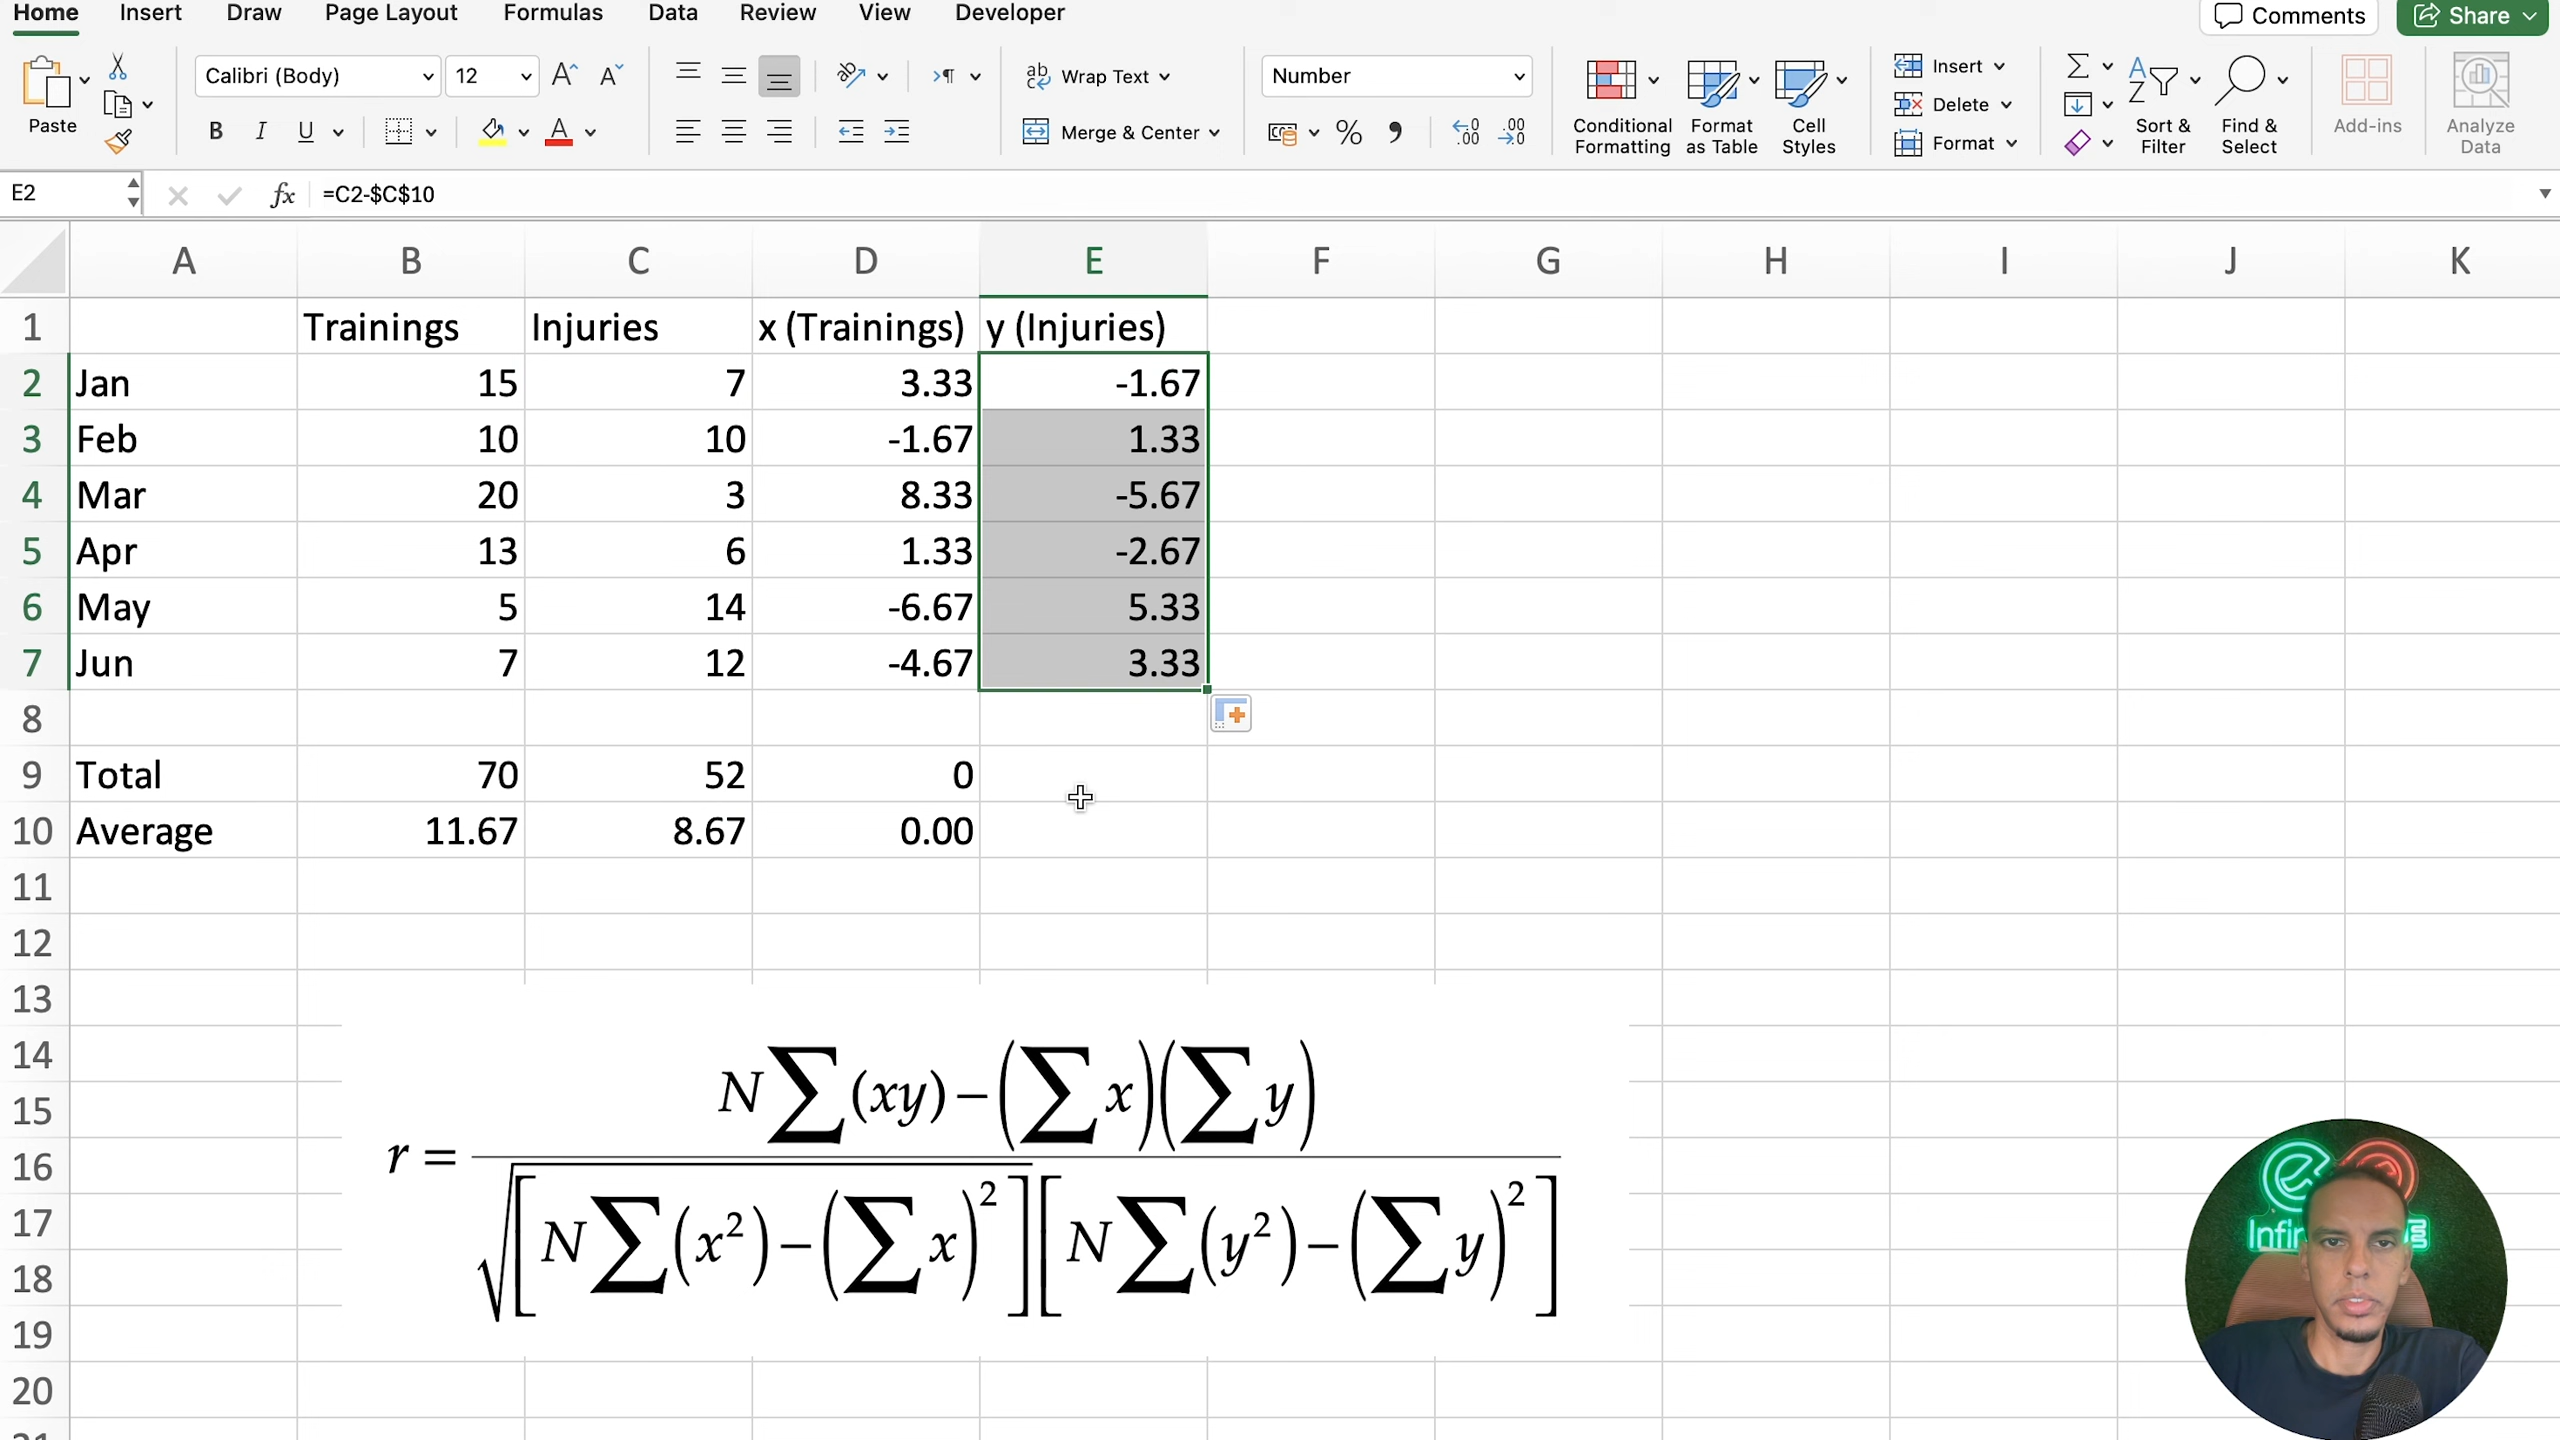 Home Insert Draw Page Layout Formulas Data Review View Developer Comments Share
Paste Calibri (Body) 12 Wrap Text Number Insert
B I U Merge & Center % Conditional Formatting Format as Table Cell Styles Delete Format Sort & Filter Find & Select Add-ins Analyze Data
E2 fx =C2-$C$10
A B C D E F G H I J K
1 Trainings Injuries x (Trainings) y (Injuries)
2 Jan 15 7 3.33 -1.67
3 Feb 10 10 -1.67 1.33
4 Mar 20 3 8.33 -5.67
5 Apr 13 6 1.33 -2.67
6 May 5 14 -6.67 5.33
7 Jun 7 12 -4.67 3.33
8
9 Total 70 52 0
10 Average 11.67 8.67 0.00
11
12
13
14
15
16
17
18
19
20
N∑(xy)−(∑x)(∑y)
r =
√[N∑(x²)−(∑x)²][N∑(y²)−(∑y)²]